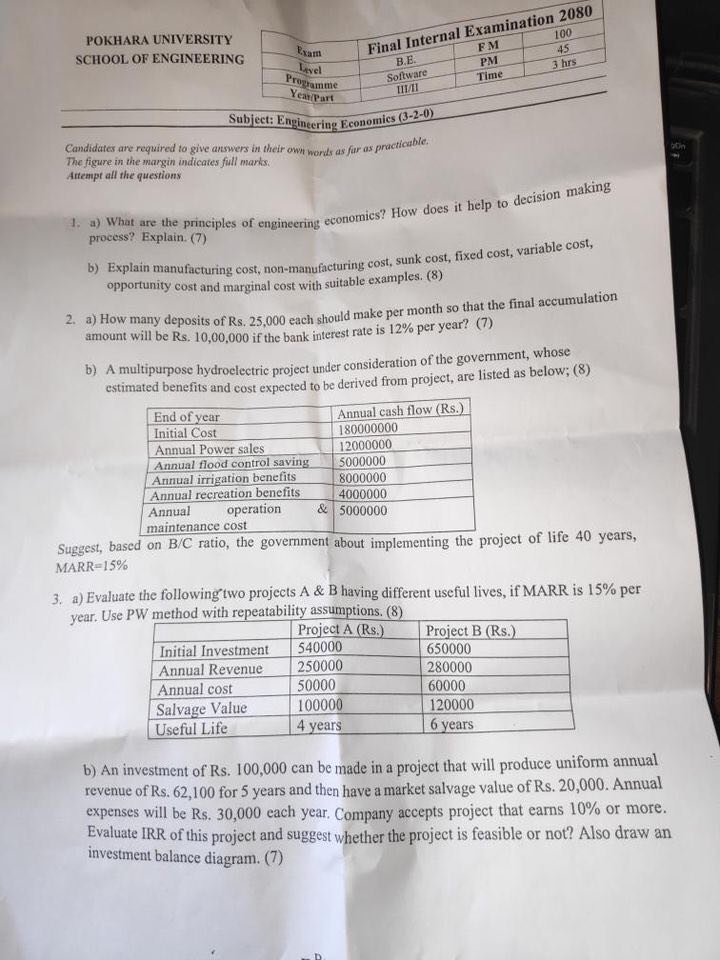 POKHARA UNIVERSITY
SCHOOL OF ENGINEERING
Exam Final Internal Examination 2080
Level B.E. FM 100
Programme Software PM 45
Year/Part III/II Time 3 hrs
Subject: Engineering Economics (3-2-0)
Candidates are required to give answers in their own words as far as practicable.
The figure in the margin indicates full marks.
Attempt all the questions
1. a) What are the principles of engineering economics? How does it help to decision making
process? Explain. (7)
b) Explain manufacturing cost, non-manufacturing cost, sunk cost, fixed cost, variable cost,
opportunity cost and marginal cost with suitable examples. (8)
2. a) How many deposits of Rs. 25,000 each should make per month so that the final accumulation
amount will be Rs. 10,00,000 if the bank interest rate is 12% per year? (7)
b) A multipurpose hydroelectric project under consideration of the government, whose
estimated benefits and cost expected to be derived from project, are listed as below; (8)
End of year Annual cash flow (Rs.)
Initial Cost 180000000
Annual Power sales 12000000
Annual flood control saving 5000000
Annual irrigation benefits 8000000
Annual recreation benefits 4000000
Annual operation & 5000000
maintenance cost
Suggest, based on B/C ratio, the government about implementing the project of life 40 years,
MARR=15%
3. a) Evaluate the following two projects A & B having different useful lives, if MARR is 15% per
year. Use PW method with repeatability assumptions. (8)
Project A (Rs.) Project B (Rs.)
Initial Investment 540000 650000
Annual Revenue 250000 280000
Annual cost 50000 60000
Salvage Value 100000 120000
Useful Life 4 years 6 years
b) An investment of Rs. 100,000 can be made in a project that will produce uniform annual
revenue of Rs. 62,100 for 5 years and then have a market salvage value of Rs. 20,000. Annual
expenses will be Rs. 30,000 each year. Company accepts project that earns 10% or more.
Evaluate IRR of this project and suggest whether the project is feasible or not? Also draw an
investment balance diagram. (7)